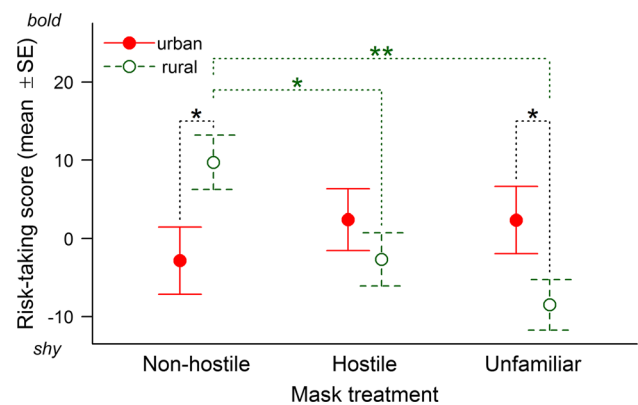 bold
urban
rural
**
*
*
*
20
10
0
-10
Risk-taking score (mean ± SE)
shy
Non-hostile Hostile Unfamiliar
Mask treatment